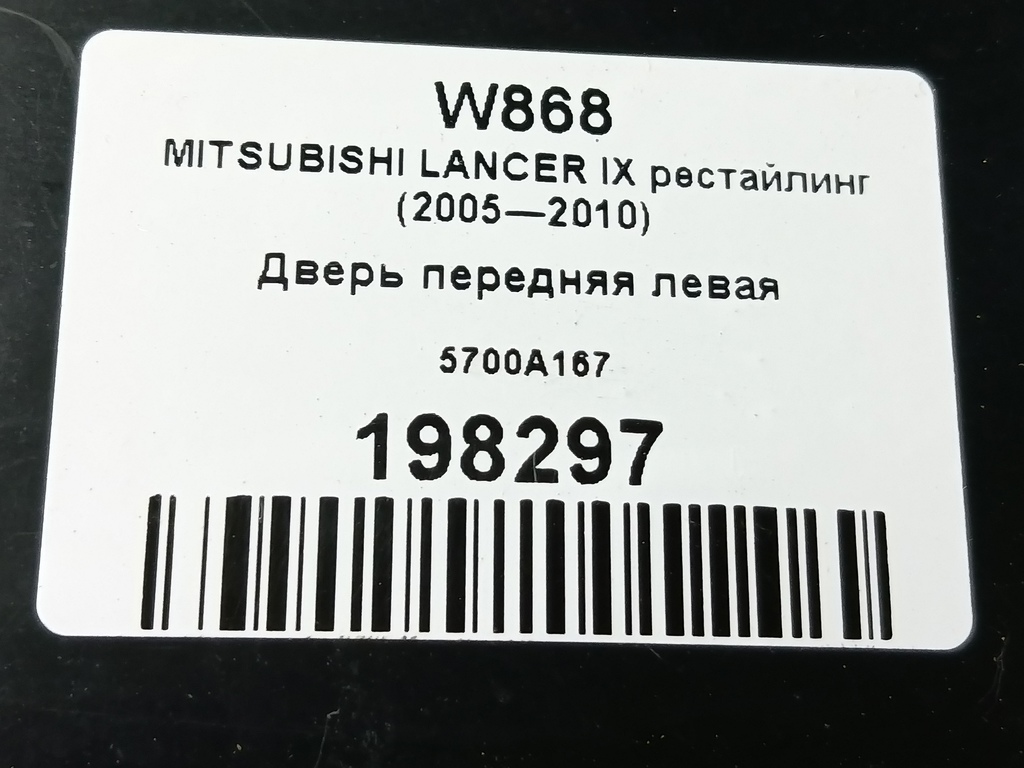 W868
MITSUBISHI LANCER IX рестайлинг
(2005—2010)
Дверь передняя левая
5700A167
198297